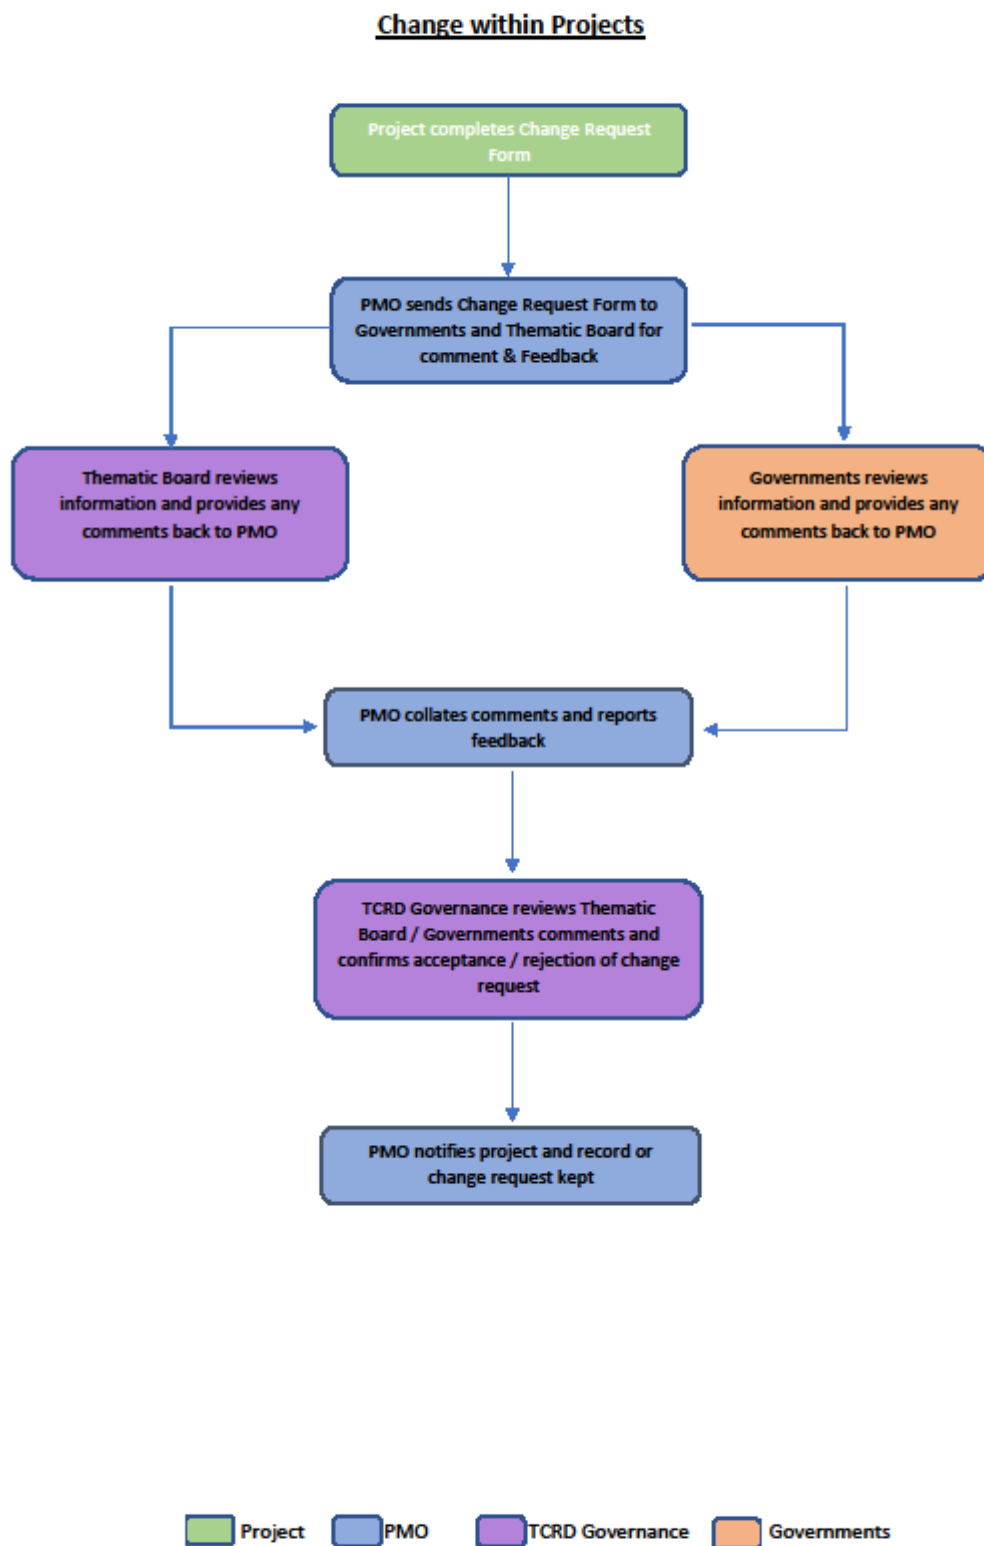 Change within Projects
Project completes Change Request
Form
PMO sends Change Request Form to
Governments and Thematic Board for
comment & Feedback
Thematic Board reviews
information and provides any
comments back to PMO
Governments reviews
information and provides any
comments back to PMO
PMO collates comments and reports
feedback
TCRD Governance reviews Thematic
Board / Governments comments and
confirms acceptance / rejection of change
request
PMO notifies project and record or
change request kept
Project PMO TCRD Governance Governments